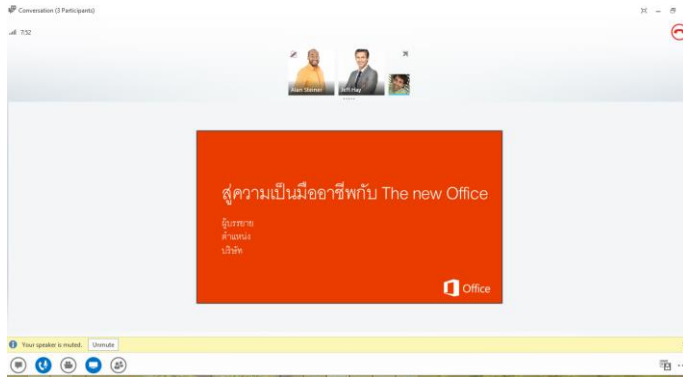 Conversation (3 Participants)
7:52
Alan Steiner
Jeff Hay
สู่ความเป็นมืออาชีพกับ The new Office
ผู้บรรยาย
ตำแหน่ง
บริษัท
Office
Your speaker is muted.
Unmute